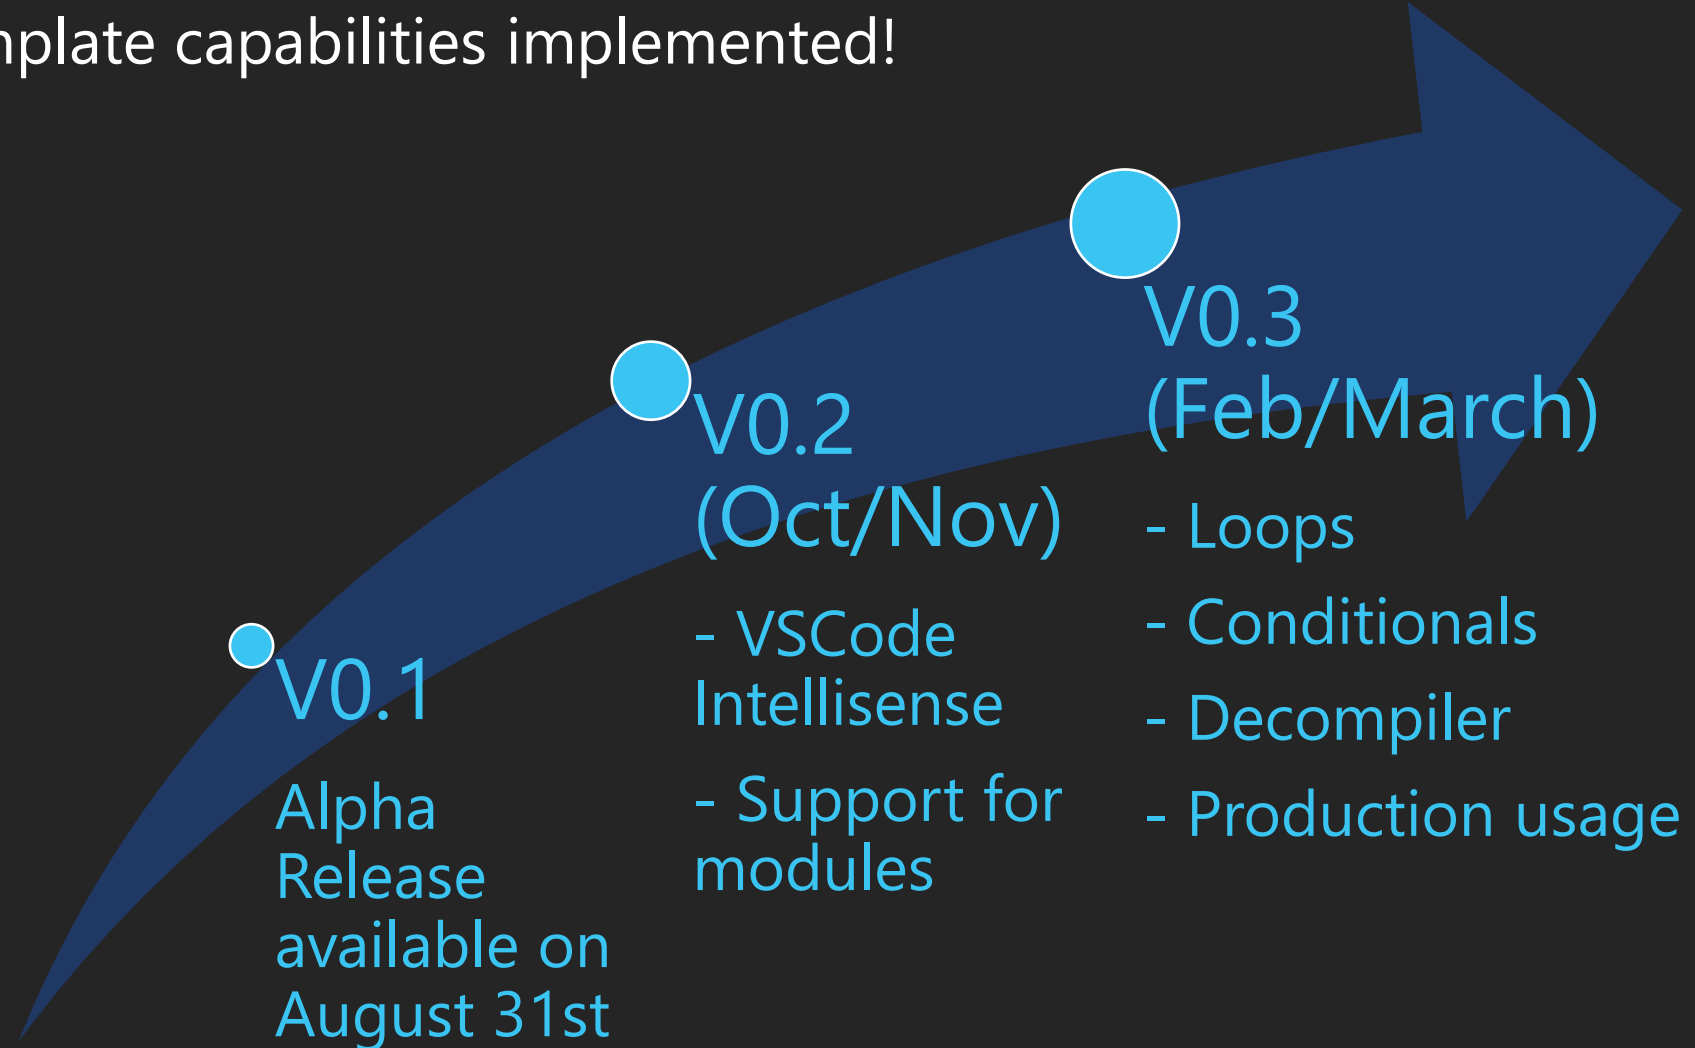 plate capabilities implemented!
V0.1
Alpha
Release
available on
August 31st
V0.2
(Oct/Nov)
- VSCode
Intellisense
- Support for
modules
V0.3
(Feb/March)
- Loops
- Conditionals
- Decompiler
- Production usage